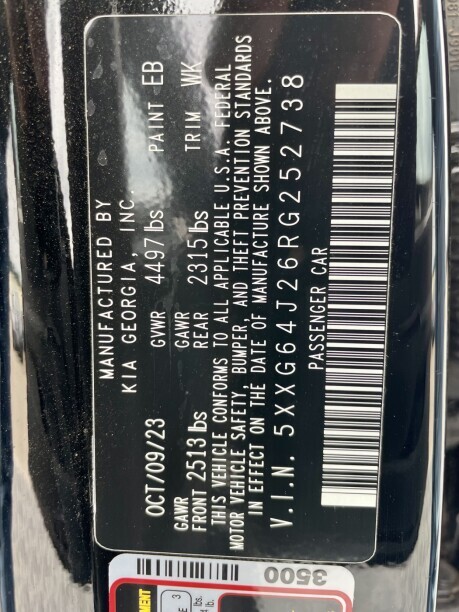 MANUFACTURED BY
KIA GEORGIA, INC.
OCT/09/23 GVWR 4497 lbs PAINT EB
GAWR FRONT 2513 lbs GAWR REAR 2315 lbs TRIM WK
THIS VEHICLE CONFORMS TO ALL APPLICABLE U.S.A. FEDERAL
MOTOR VEHICLE SAFETY, BUMPER, AND THEFT PREVENTION STANDARDS
IN EFFECT ON THE DATE OF MANUFACTURE SHOWN ABOVE.
V.I.N. 5XXG64J26RG252738
PASSENGER CAR
3500